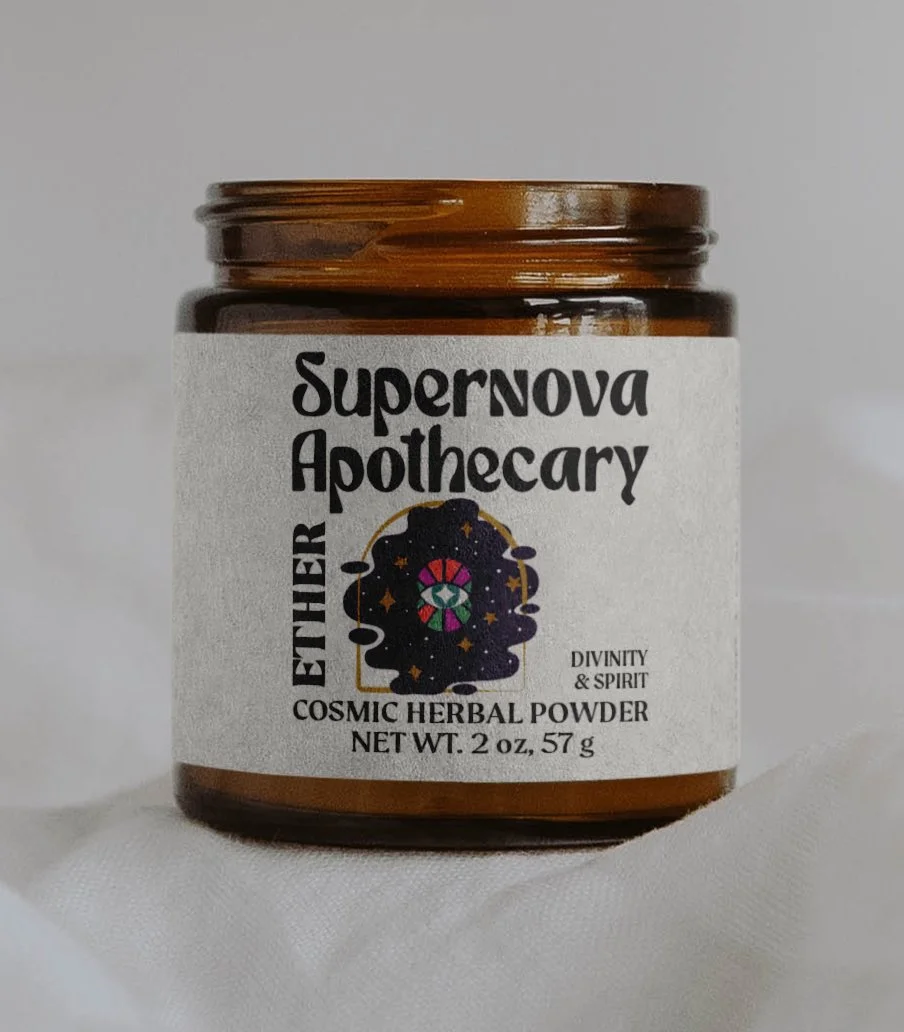 Supernova
Apothecary
ETHER
DIVINITY
& SPIRIT
COSMIC HERBAL POWDER
NET WT. 2 oz, 57 g